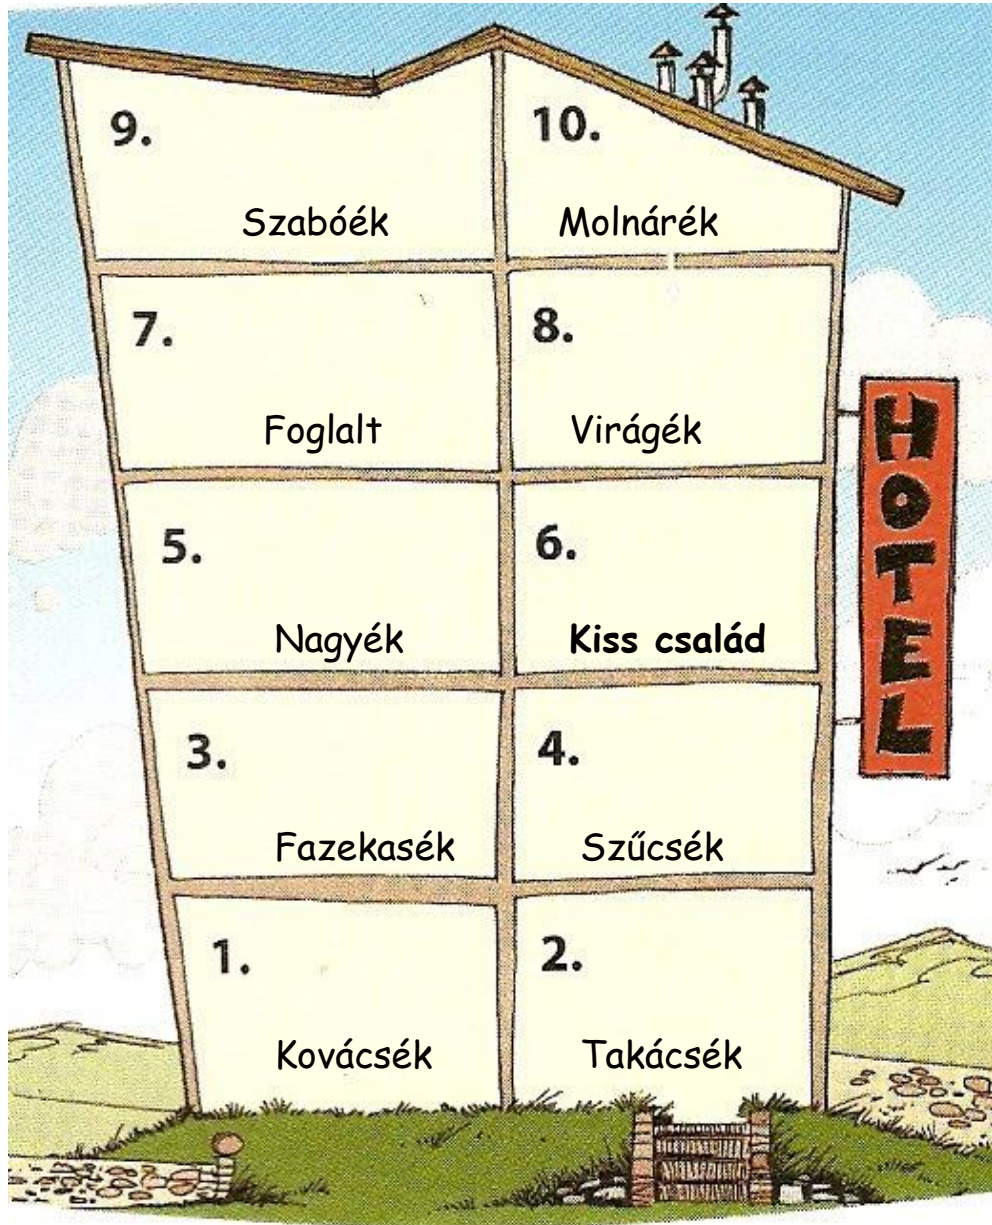 9.
10.
Szabóék
Molnárék
7.
8.
Foglalt
Virágék
5.
6.
Nagyék
Kiss család
3.
4.
Fazekasék
Szűcsék
1.
2.
Kovácsék
Takácsék
HOTEL